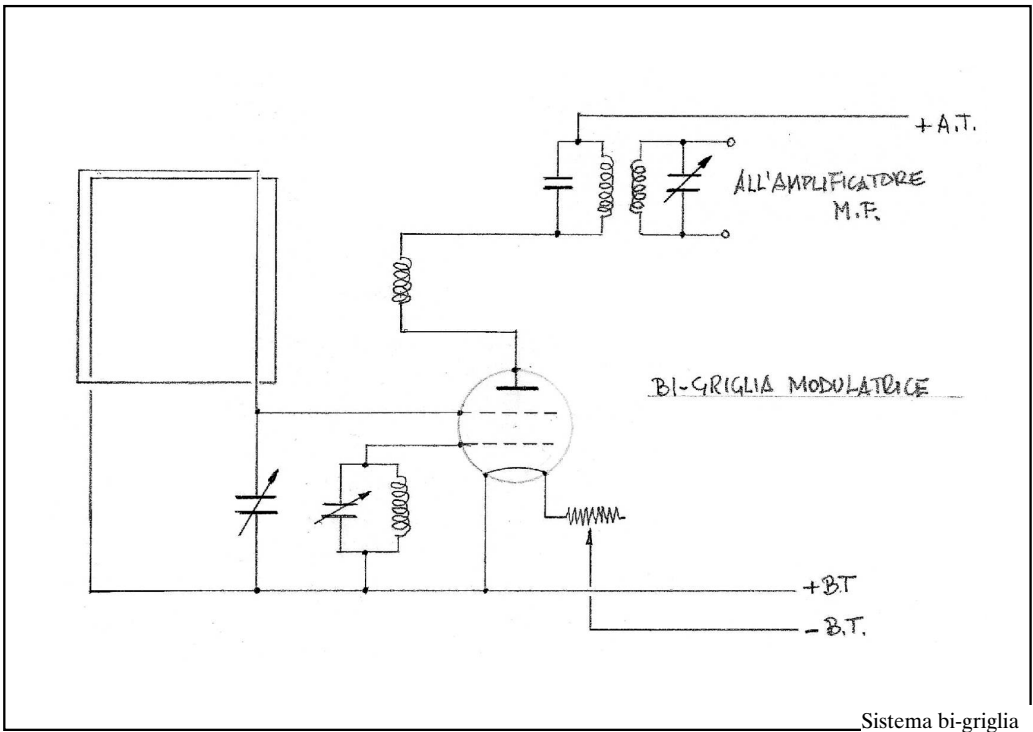 +A.T.
ALL'AMPLIFICATORE
M.F.
BI-GRIGLIA MODULATRICE
+B.T
- B.T.
Sistema bi-griglia